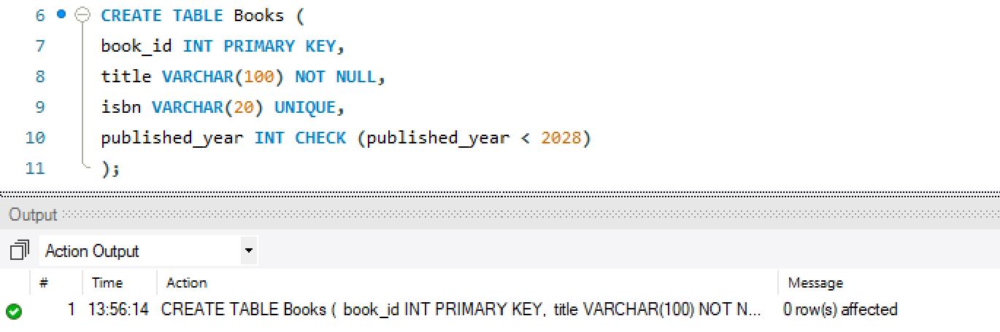 6 CREATE TABLE Books (
7 book_id INT PRIMARY KEY,
8 title VARCHAR(100) NOT NULL,
9 isbn VARCHAR(20) UNIQUE,
10 published_year INT CHECK (published_year < 2028)
11 );
Output
Action Output
# Time Action Message
1 13:56:14 CREATE TABLE Books ( book_id INT PRIMARY KEY, title VARCHAR(100) NOT N... 0 row(s) affected